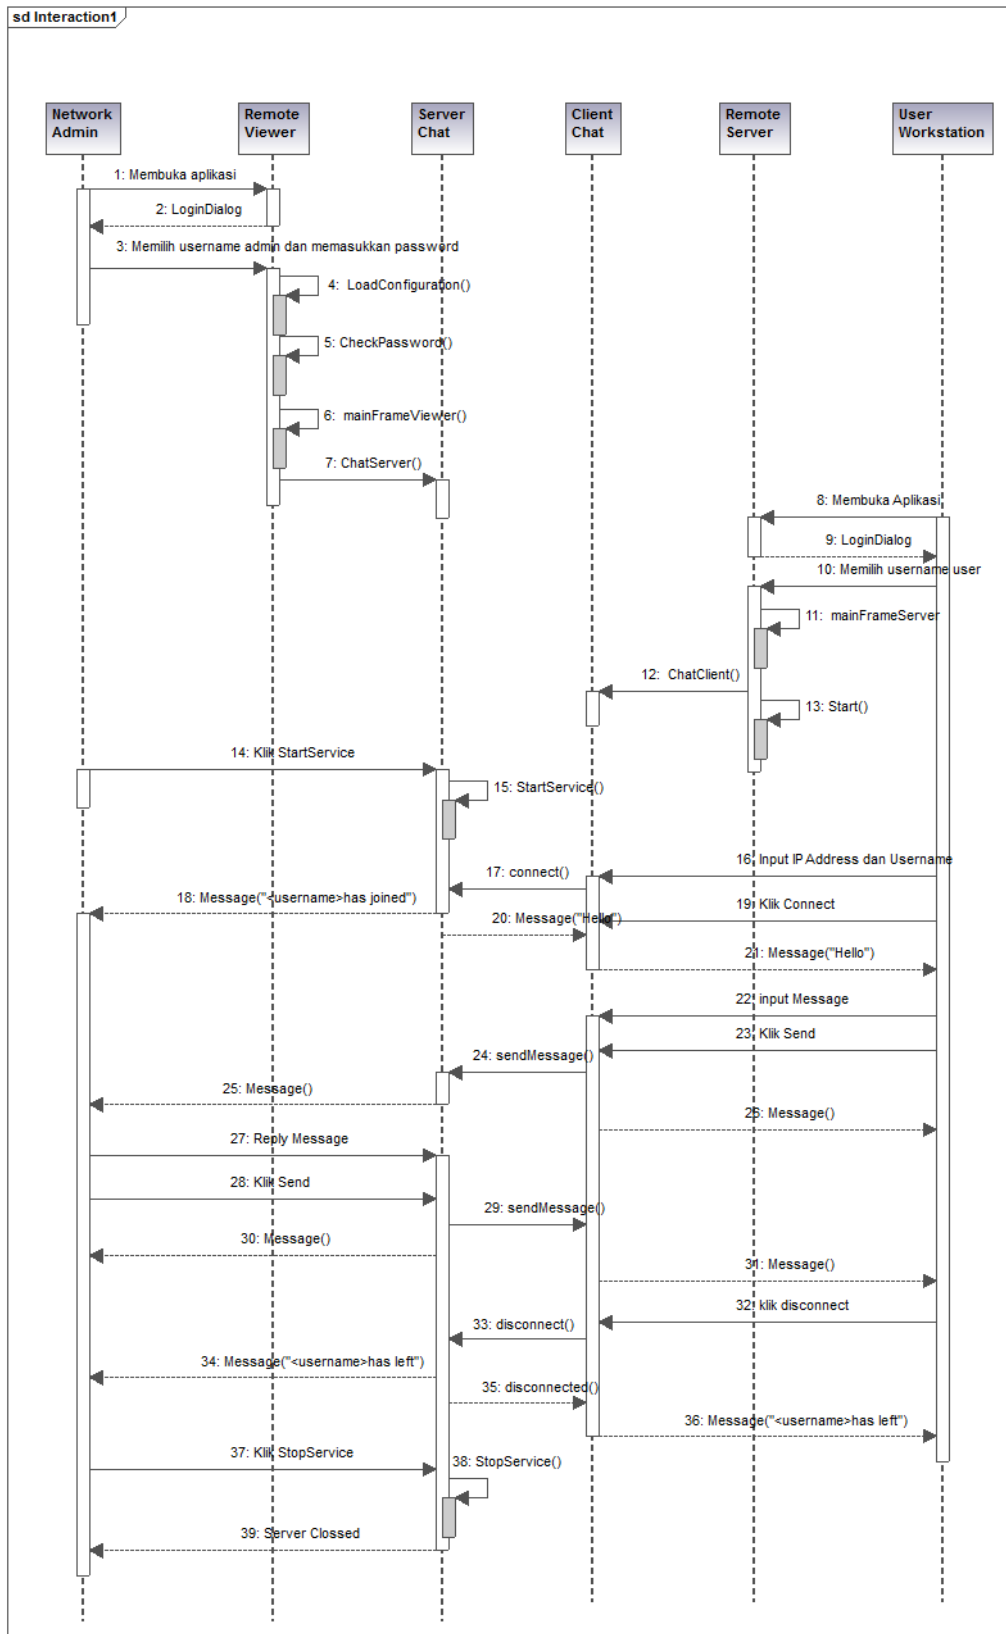 sd Interaction1
Network
Admin
Remote
Viewer
Server
Chat
Client
Chat
Remote
Server
User
Workstation
1: Membuka aplikasi
2: LoginDialog
3: Memilih username admin dan memasukkan password
4: LoadConfiguration()
5: CheckPassword()
6: mainFrameViewer()
7: ChatServer()
8: Membuka Aplikasi
9: LoginDialog
10: Memilih username user
11: mainFrameServer
12: ChatClient()
13: Start()
14: Klik StartService
15: StartService()
16: Input IP Address dan Username
17: connect()
18: Message("<username>has joined")
19: Klik Connect
20: Message("Hello")
21: Message("Hello")
22: input Message
23: Klik Send
24: sendMessage()
25: Message()
26: Message()
27: Reply Message
28: Klik Send
29: sendMessage()
30: Message()
31: Message()
32: klik disconnect
33: disconnect()
34: Message("<username>has left")
35: disconnected()
36: Message("<username>has left")
37: Klik StopService
38: StopService()
39: Server Clossed